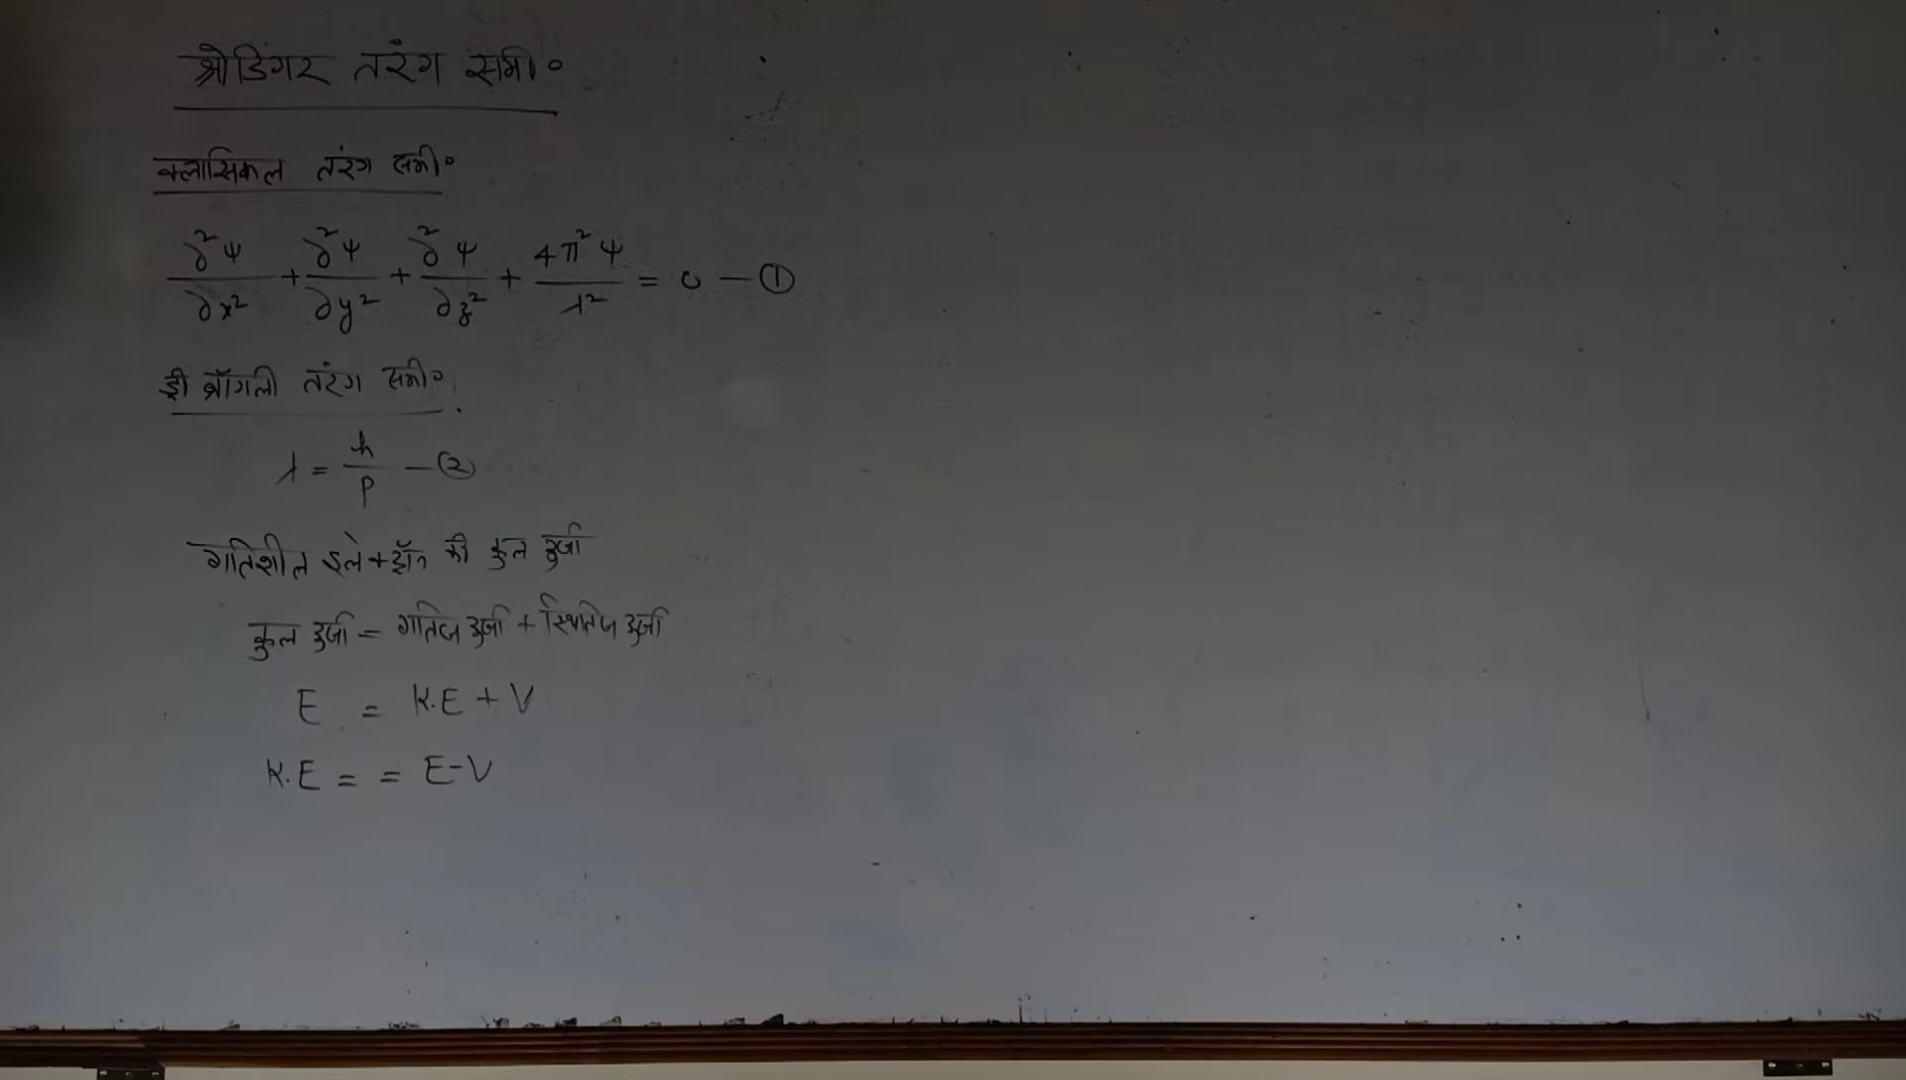 श्रोडिंगर तरंग समी०
क्लासिकल तरंग समी०
∂²ψ/∂x² + ∂²ψ/∂y² + ∂²ψ/∂z² + 4π²ψ/λ² = 0 — ①
डी ब्रॉगली तरंग समी०
λ = h/p — ②
गतिशील इलेक्ट्रॉन की कुल ऊर्जा
कुल ऊर्जा = गतिज ऊर्जा + स्थितिज ऊर्जा
E = K.E + V
K.E = = E-V